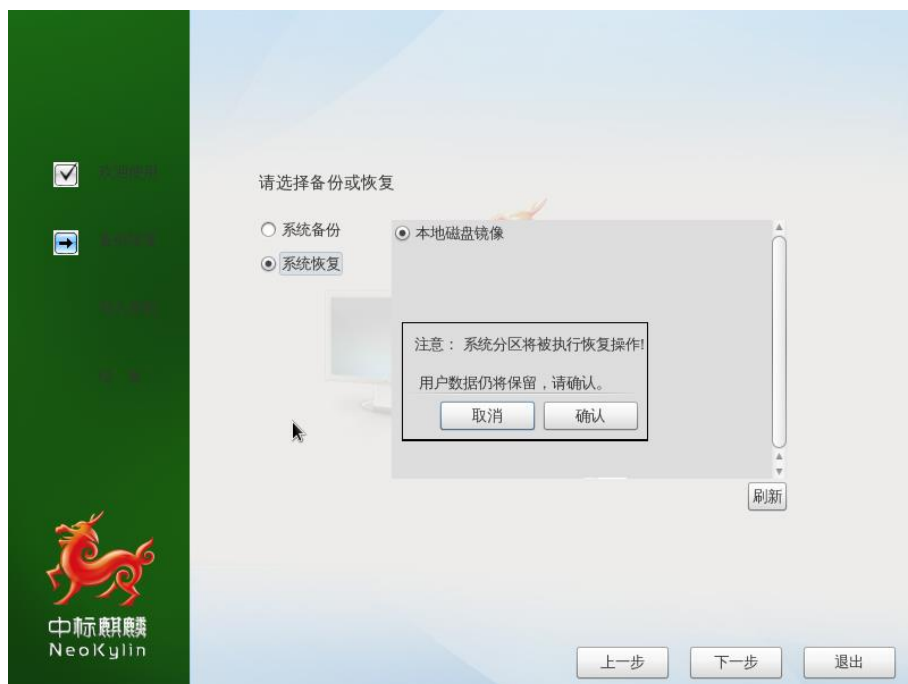 请选择备份或恢复
系统备份
系统恢复
本地磁盘镜像
注意： 系统分区将被执行恢复操作!
用户数据仍将保留，请确认。
取消
确认
刷新
中标麒麟
NeoKylin
上一步
下一步
退出